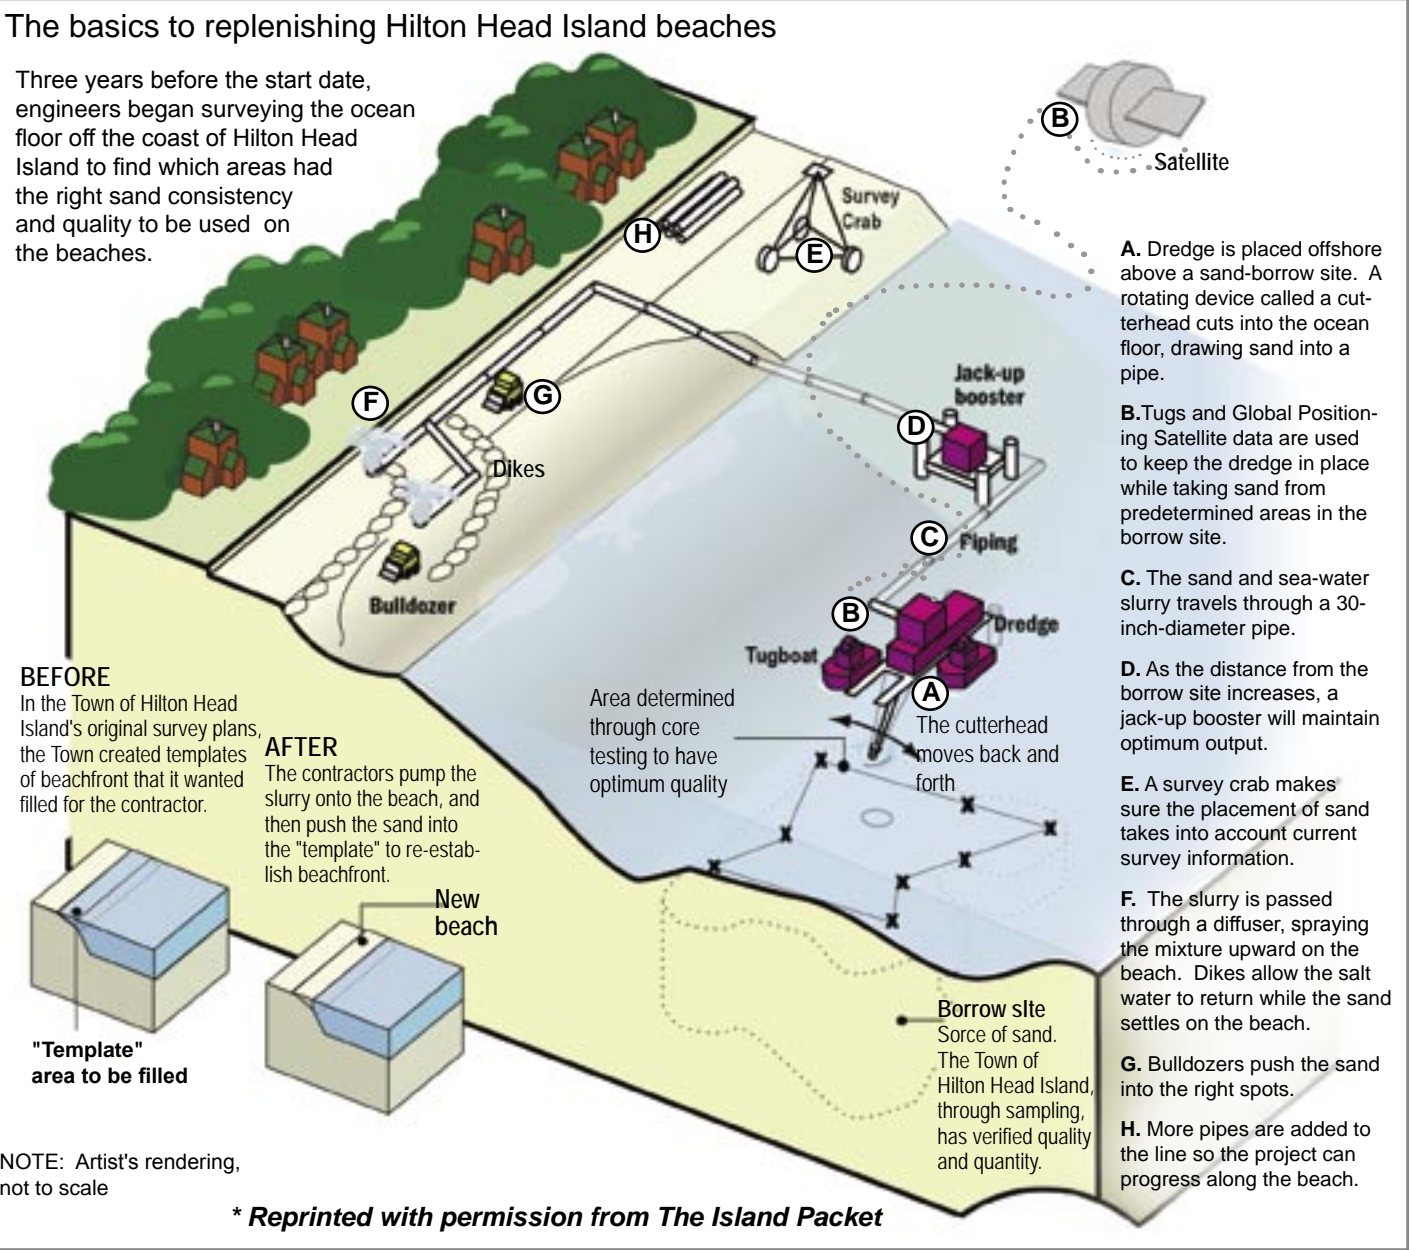 The basics to replenishing Hilton Head Island beaches
Three years before the start date,
engineers began surveying the ocean
floor off the coast of Hilton Head
Island to find which areas had
the right sand consistency
and quality to be used on
the beaches.
B
Satellite
Survey
Crab
H
E
F
G
Dikes
Bulldozer
Jack-up
booster
D
C
Piping
B
Dredge
Tugboat
A
Area determined
through core
testing to have
optimum quality
The cutterhead
moves back and
forth
BEFORE
In the Town of Hilton Head
Island's original survey plans,
the Town created templates
of beachfront that it wanted
filled for the contractor.
AFTER
The contractors pump the
slurry onto the beach, and
then push the sand into
the "template" to re-estab-
lish beachfront.
New
beach
"Template"
area to be filled
Borrow sIte
Sorce of sand.
The Town of
Hilton Head Island,
through sampling,
has verified quality
and quantity.
A. Dredge is placed offshore
above a sand-borrow site. A
rotating device called a cut-
terhead cuts into the ocean
floor, drawing sand into a
pipe.
B.Tugs and Global Position-
ing Satellite data are used
to keep the dredge in place
while taking sand from
predetermined areas in the
borrow site.
C. The sand and sea-water
slurry travels through a 30-
inch-diameter pipe.
D. As the distance from the
borrow site increases, a
jack-up booster will maintain
optimum output.
E. A survey crab makes
sure the placement of sand
takes into account current
survey information.
F. The slurry is passed
through a diffuser, spraying
the mixture upward on the
beach. Dikes allow the salt
water to return while the sand
settles on the beach.
G. Bulldozers push the sand
into the right spots.
H. More pipes are added to
the line so the project can
progress along the beach.
NOTE: Artist's rendering,
not to scale
* Reprinted with permission from The Island Packet